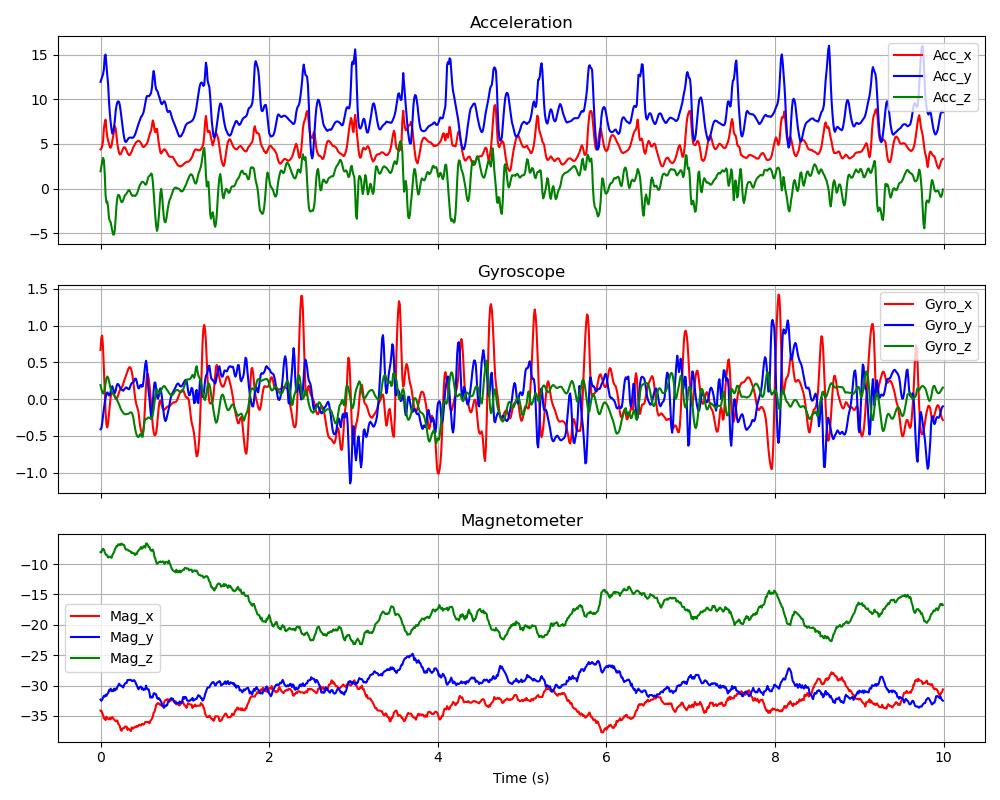 Acceleration
15
10
5
0
−5
Acc_x
Acc_y
Acc_z
Gyroscope
1.5
1.0
0.5
0.0
−0.5
−1.0
Gyro_x
Gyro_y
Gyro_z
Magnetometer
−10
−15
−20
−25
−30
−35
Mag_x
Mag_y
Mag_z
0 2 4 6 8 10
Time (s)